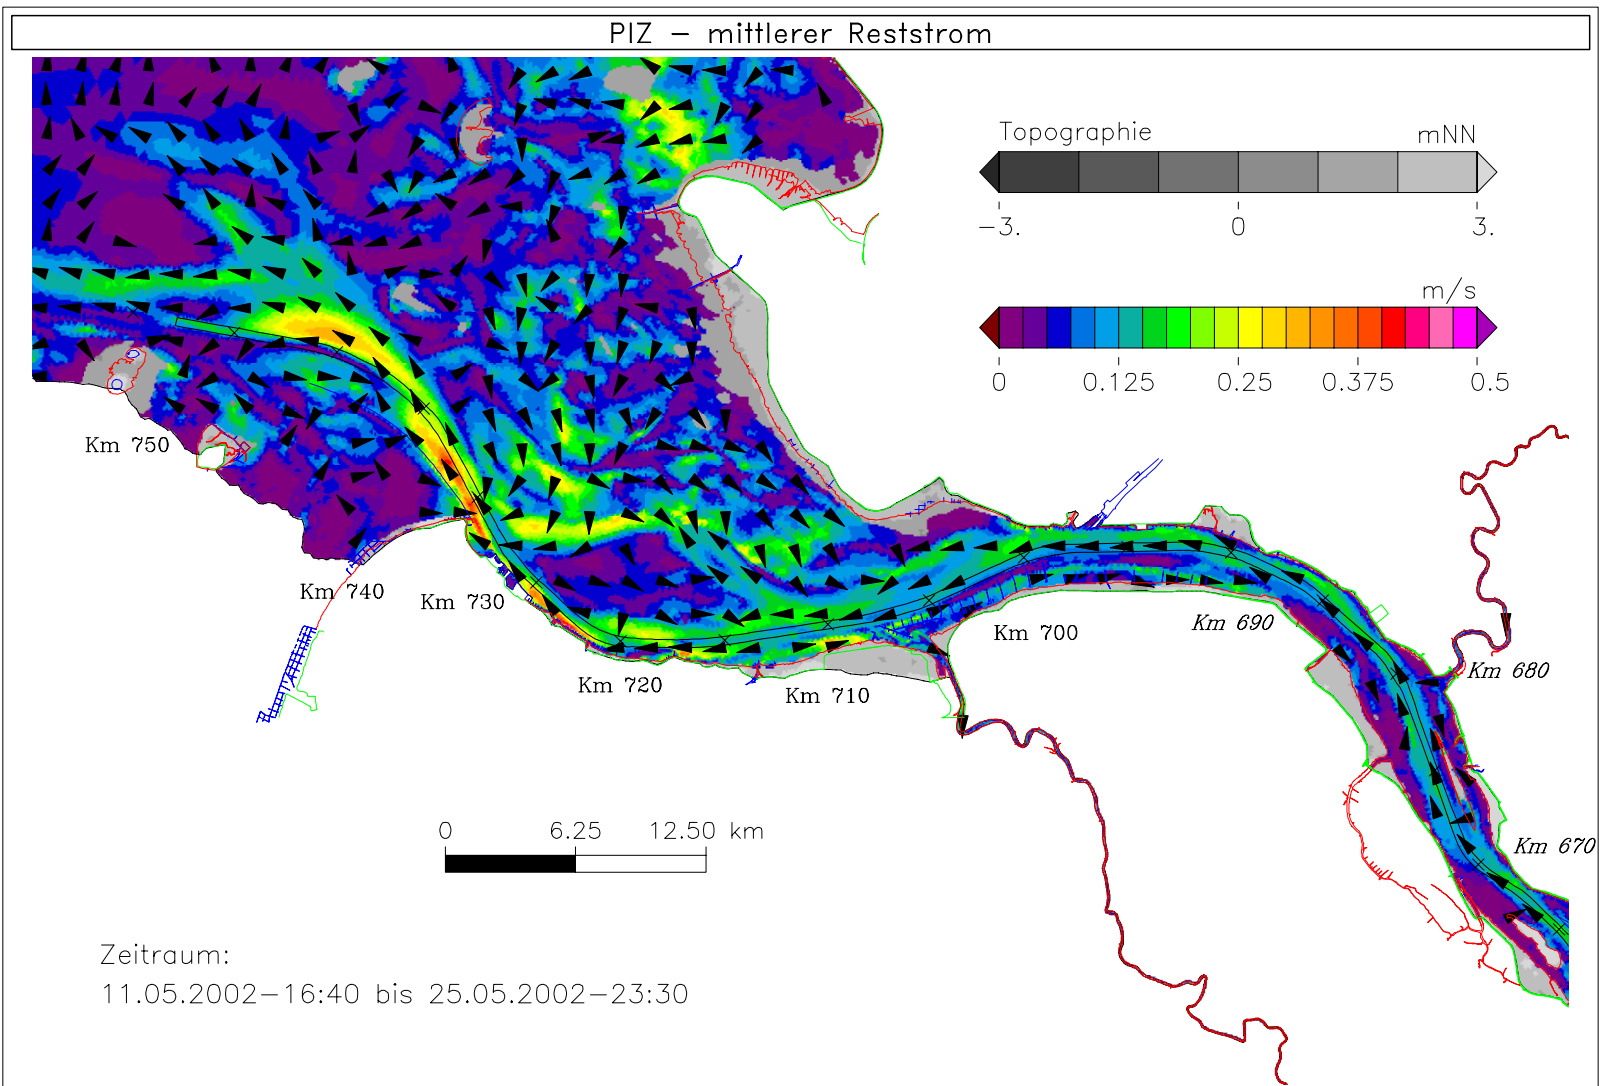 PIZ – mittlerer Reststrom
Topographie mNN
−3. 0 3.
m/s
0 0.125 0.25 0.375 0.5
Km 750
Km 740
Km 730
Km 720
Km 710
Km 700
Km 690
Km 680
Km 670
0 6.25 12.50 km
Zeitraum:
11.05.2002−16:40 bis 25.05.2002−23:30